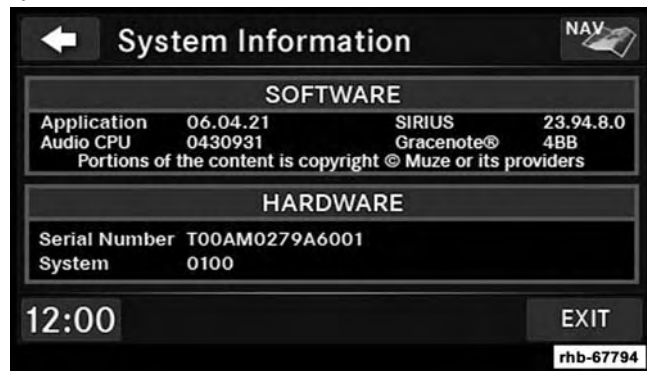 System Information
NAV
SOFTWARE
Application 06.04.21 SIRIUS 23.94.8.0
Audio CPU 0430931 Gracenote® 4BB
Portions of the content is copyright © Muze or its providers
HARDWARE
Serial Number T00AM0279A6001
System 0100
12:00
EXIT
rhb-67794